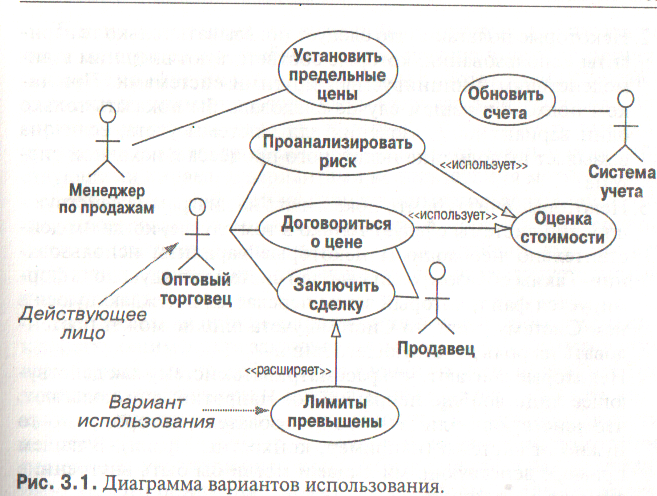 Установить
предельные
цены
Обновить
счета
Менеджер
по продажам
Проанализировать
риск
<<использует>>
Система
учета
Договориться
о цене
<<использует>>
Оценка
стоимости
Оптовый
торговец
Заключить
сделку
Действующее
лицо
Продавец
<<расширяет>>
Вариант
использования
Лимиты
превышены
Рис. 3.1. Диаграмма вариантов использования.